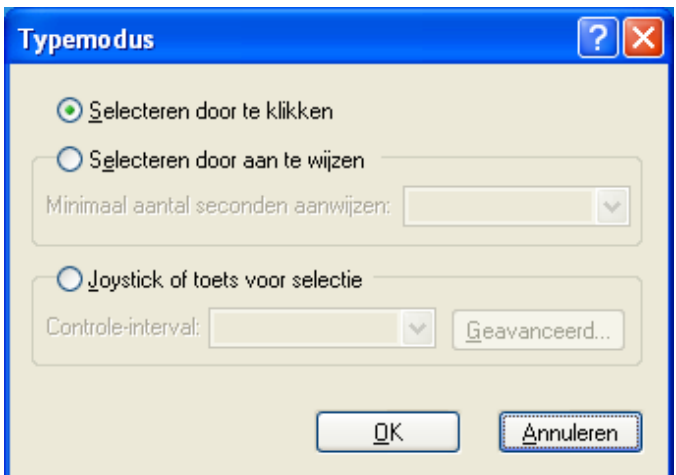 Typemodus
Selecteren door te klikken
Selecteren door aan te wijzen
Minimaal aantal seconden aanwijzen:
Joystick of toets voor selectie
Controle-interval:
Geavanceerd...
OK
Annuleren